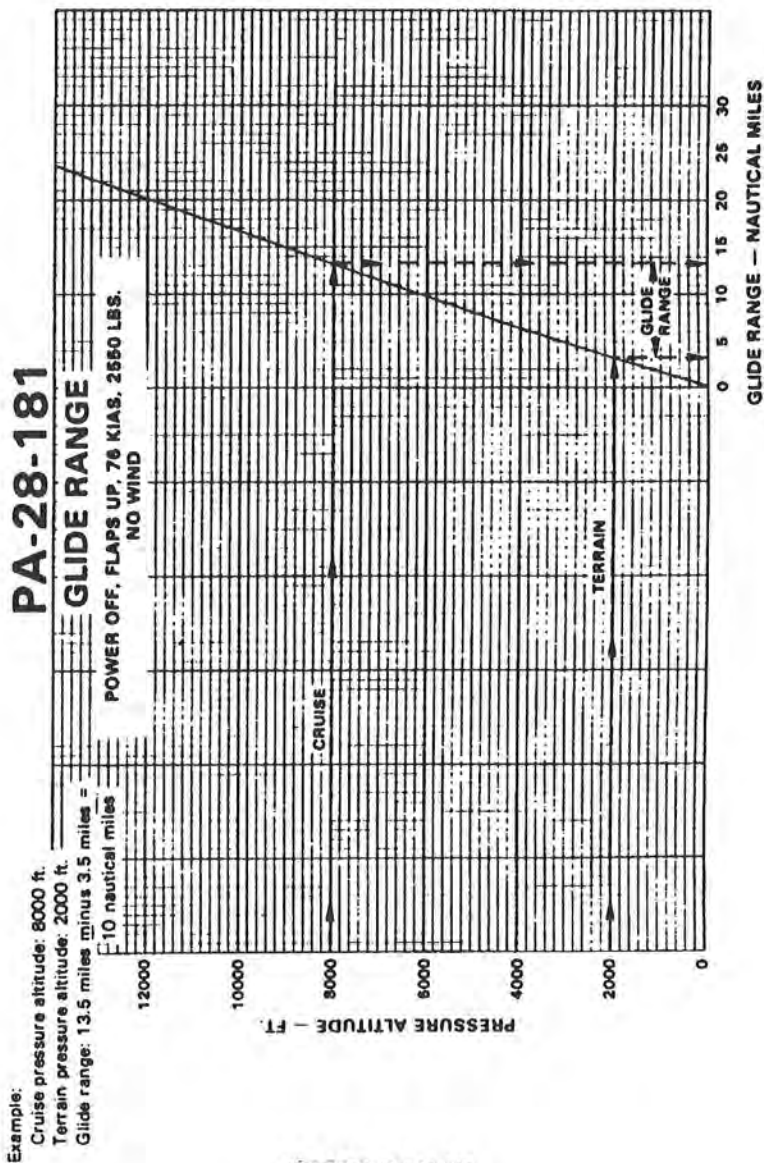 PA-28-181
GLIDE RANGE
POWER OFF, FLAPS UP, 76 KIAS, 2550 LBS.
NO WIND
Example:
Cruise pressure altitude: 8000 ft.
Terrain pressure altitude: 2000 ft.
Glide range: 13.5 miles minus 3.5 miles =
10 nautical miles
PRESSURE ALTITUDE – FT.
12000
10000
8000
6000
4000
2000
0
CRUISE
TERRAIN
GLIDE
RANGE
0 5 10 15 20 25 30
GLIDE RANGE – NAUTICAL MILES